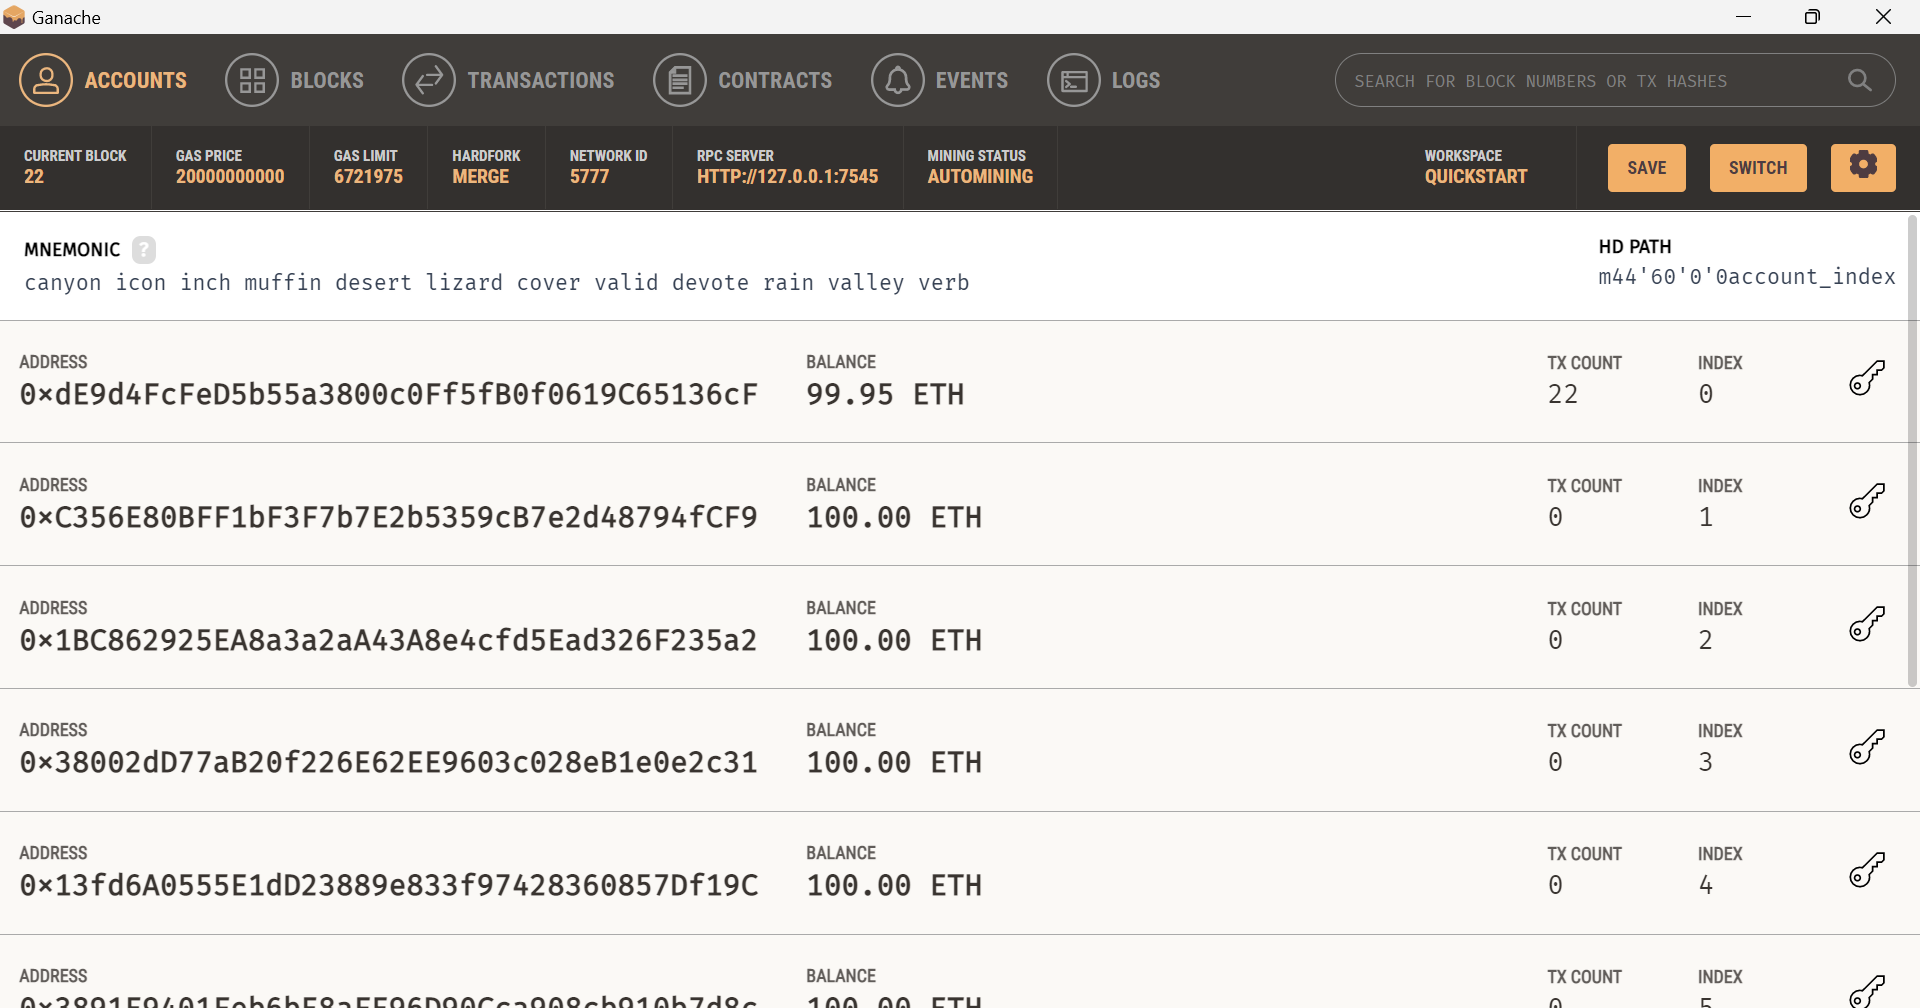 Ganache
ACCOUNTS BLOCKS TRANSACTIONS CONTRACTS EVENTS LOGS SEARCH FOR BLOCK NUMBERS OR TX HASHES
CURRENT BLOCK GAS PRICE GAS LIMIT HARDFORK NETWORK ID RPC SERVER MINING STATUS WORKSPACE
22 20000000000 6721975 MERGE 5777 HTTP://127.0.0.1:7545 AUTOMINING QUICKSTART SAVE SWITCH
MNEMONIC ? HD PATH
canyon icon inch muffin desert lizard cover valid devote rain valley verb m44'60'0'0account_index
ADDRESS BALANCE TX COUNT INDEX
0×dE9d4FcFeD5b55a3800c0Ff5fB0f0619C65136cF 99.95 ETH 22 0
ADDRESS BALANCE TX COUNT INDEX
0×C356E80BFF1bF3F7b7E2b5359cB7e2d48794fCF9 100.00 ETH 0 1
ADDRESS BALANCE TX COUNT INDEX
0×1BC862925EA8a3a2aA43A8e4cfd5Ead326F235a2 100.00 ETH 0 2
ADDRESS BALANCE TX COUNT INDEX
0×38002dD77aB20f226E62EE9603c028eB1e0e2c31 100.00 ETH 0 3
ADDRESS BALANCE TX COUNT INDEX
0×13fd6A0555E1dD23889e833f97428360857Df19C 100.00 ETH 0 4
ADDRESS BALANCE TX COUNT INDEX
100.00 ETH 0 5